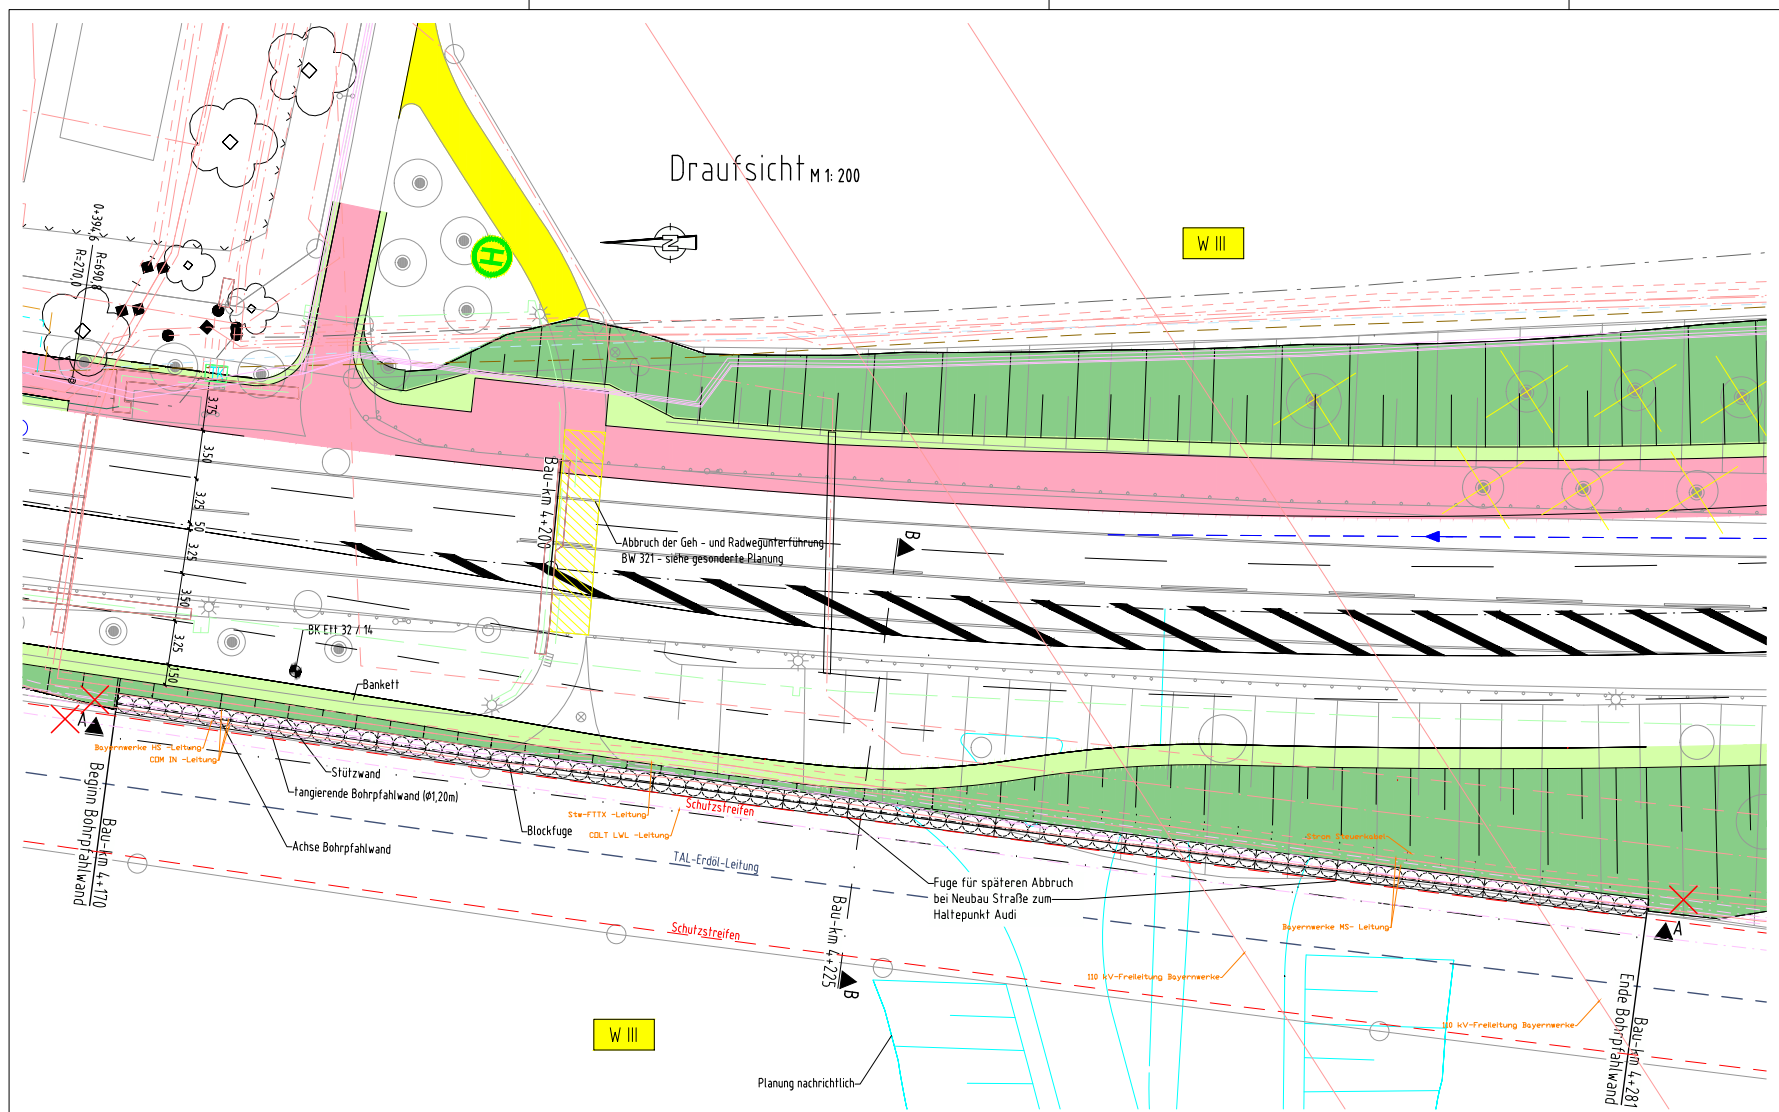 Draufsicht M 1: 200
N
W III
H
0+394,6
R=690,8
R=270,0
3.75
3.50
3.25
50
3.25
3.50
3.25
1.50
Bau-km 4+200
Abbruch der Geh - und Radwegunterführung
BW 321 - siehe gesonderte Planung
B
BK Ett 32 / 14
Bankett
A
Bayernwerke HS -Leitung
COM IN -Leitung
Stützwand
tangierende Bohrpfahlwand (Ø1,20m)
Blockfuge
Achse Bohrpfahlwand
Bau-km 4+170
Beginn Bohrpfahlwand
Stw-FTTX -Leitung
COLT LWL -Leitung
Schutzstreifen
TAL-Erdöl-Leitung
Schutzstreifen
Fuge für späteren Abbruch
bei Neubau Straße zum
Haltepunkt Audi
Bau-km 4+225
B
Strom Steuerkabel
Bayernwerke MS- Leitung
A
110 kV-Freileitung Bayernwerke
110 kV-Freileitung Bayernwerke
Bau-km 4+281
Ende Bohrpfahlwand
W III
Planung nachrichtlich